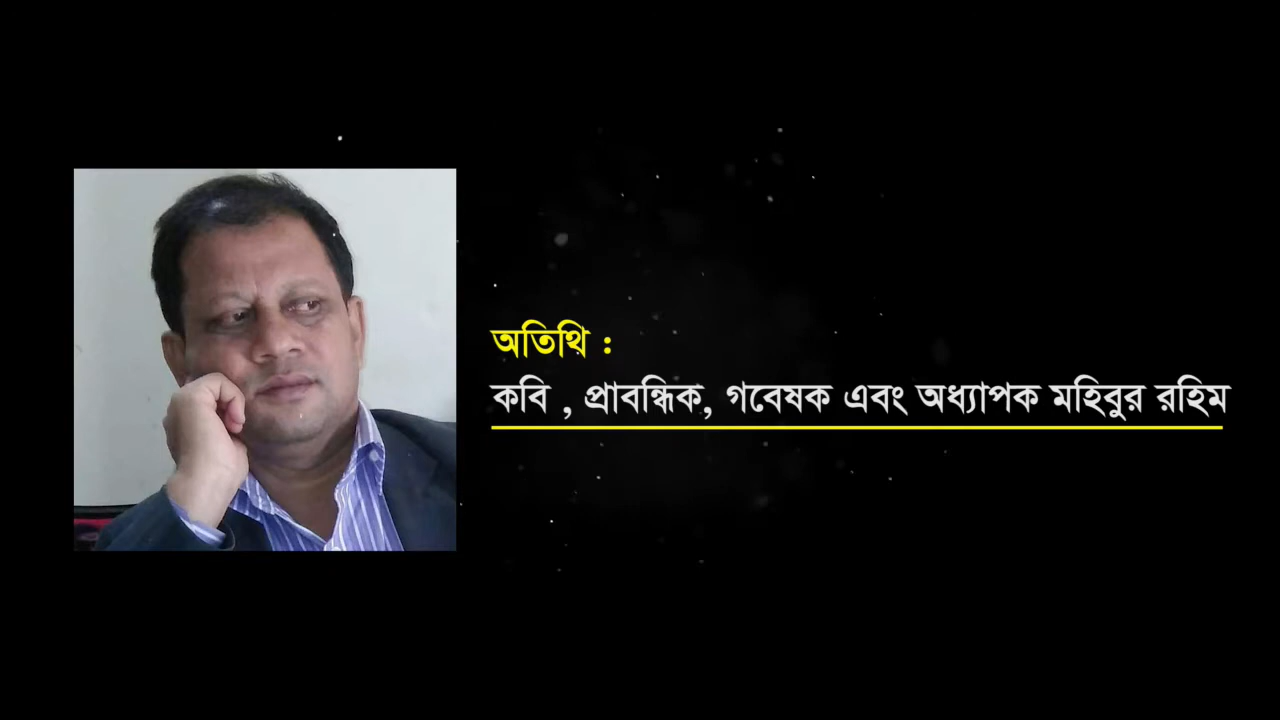 অতিথি :
কবি , প্রাবন্ধিক, গবেষক এবং অধ্যাপক মহিবুর রহিম